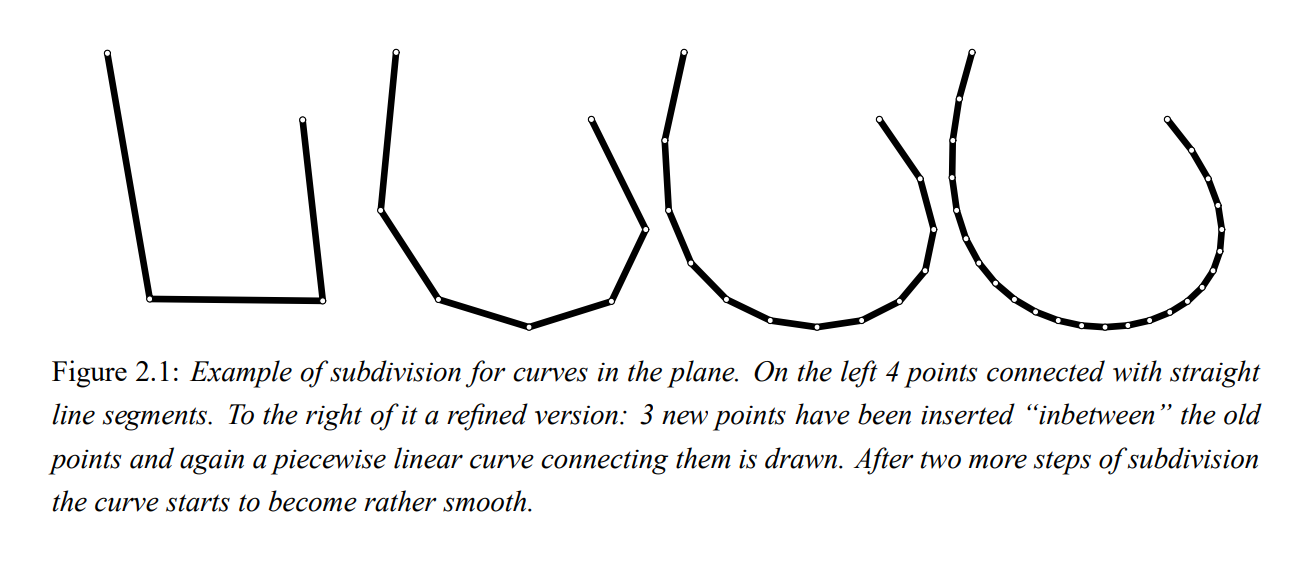 Figure 2.1: Example of subdivision for curves in the plane. On the left 4 points connected with straight
line segments. To the right of it a refined version: 3 new points have been inserted “inbetween” the old
points and again a piecewise linear curve connecting them is drawn. After two more steps of subdivision
the curve starts to become rather smooth.